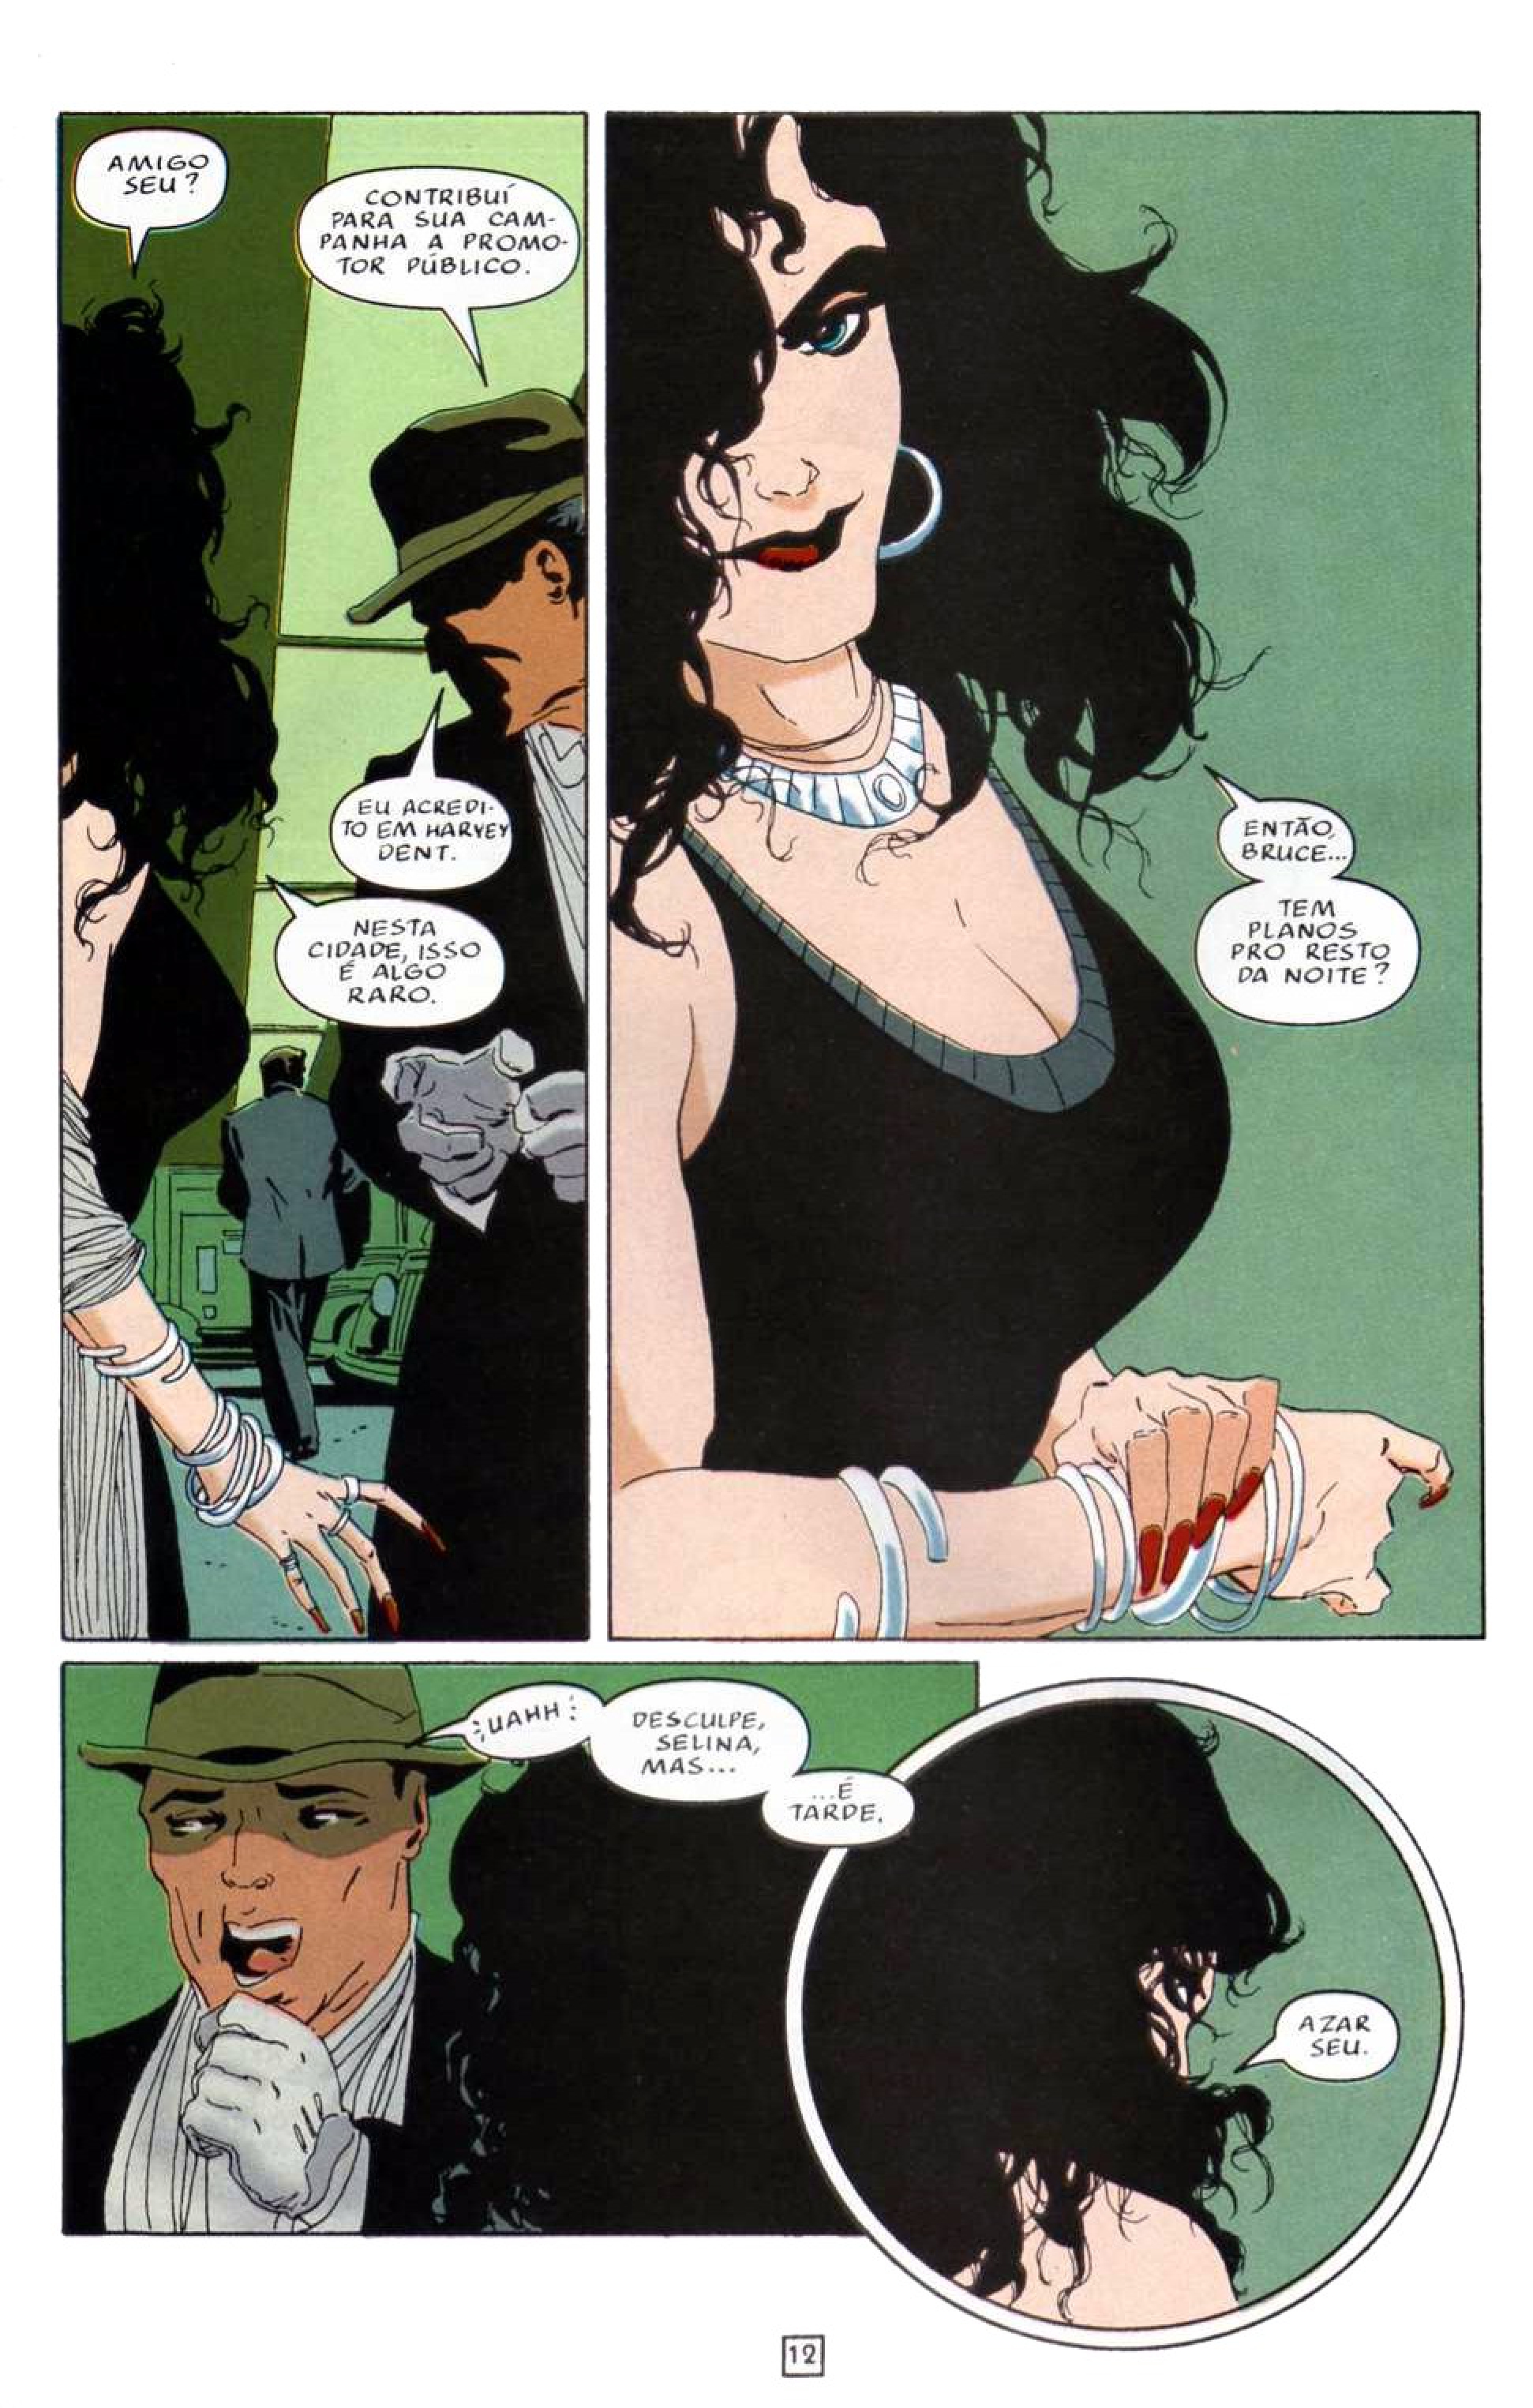 AMIGO
SEU?
CONTRIBUÍ
PARA SUA CAM-
PANHA A PROMO-
TOR PÚBLICO.
EU ACREDI-
TO EM HARVEY
DENT.
NESTA
CIDADE, ISSO
É ALGO
RARO.
ENTÃO,
BRUCE...
TEM
PLANOS
PRO RESTO
DA NOITE?
UAHH
DESCULPE,
SELINA,
MAS...
...É
TARDE.
AZAR
SEU.
12